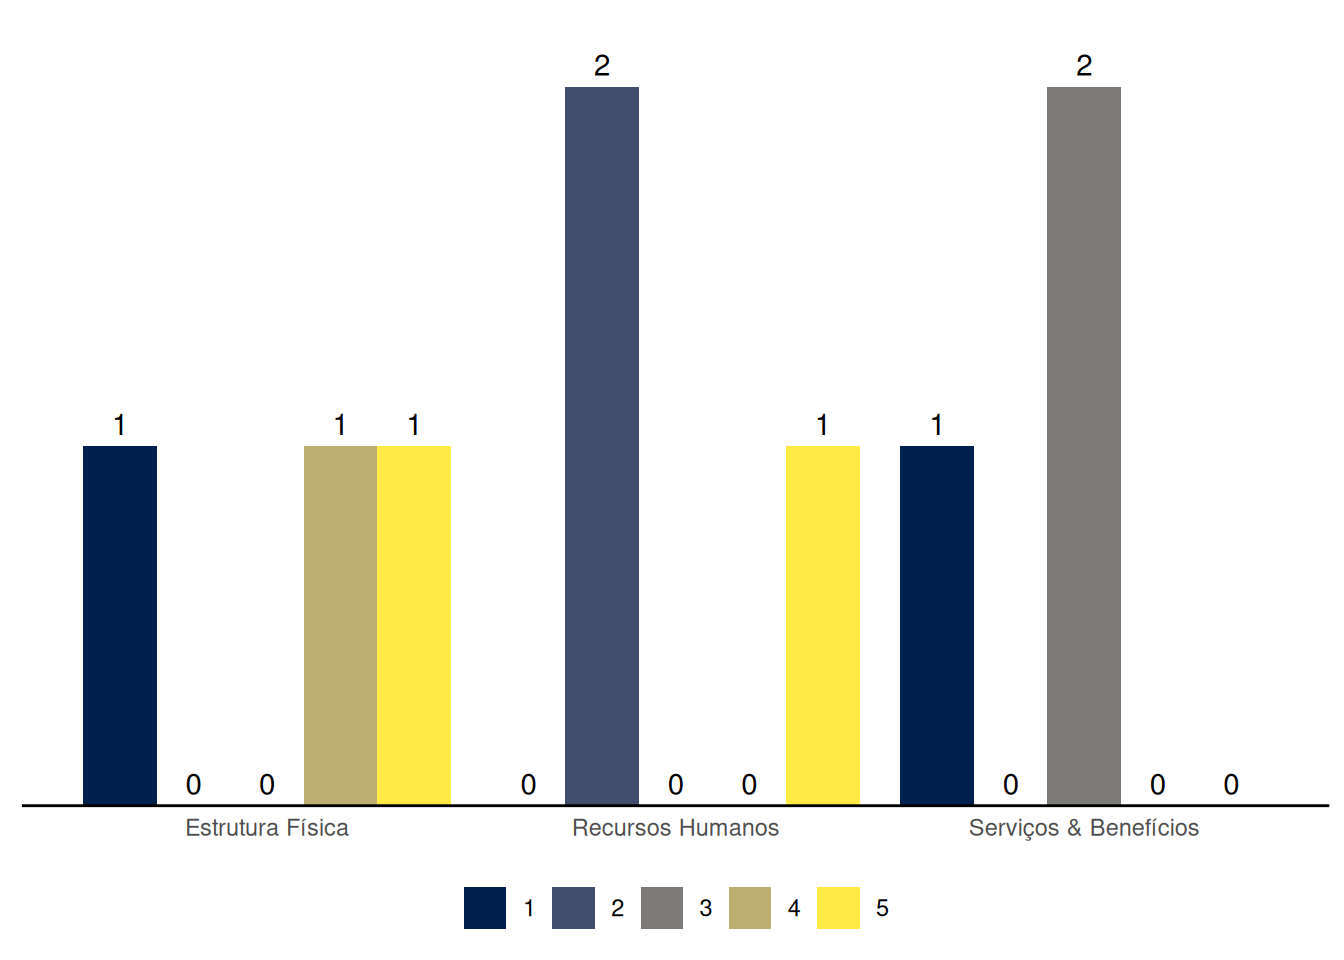 2 2
1 1 1 1 1
0 0 0 0 0 0 0 0
Estrutura Física Recursos Humanos Serviços & Benefícios
1 2 3 4 5